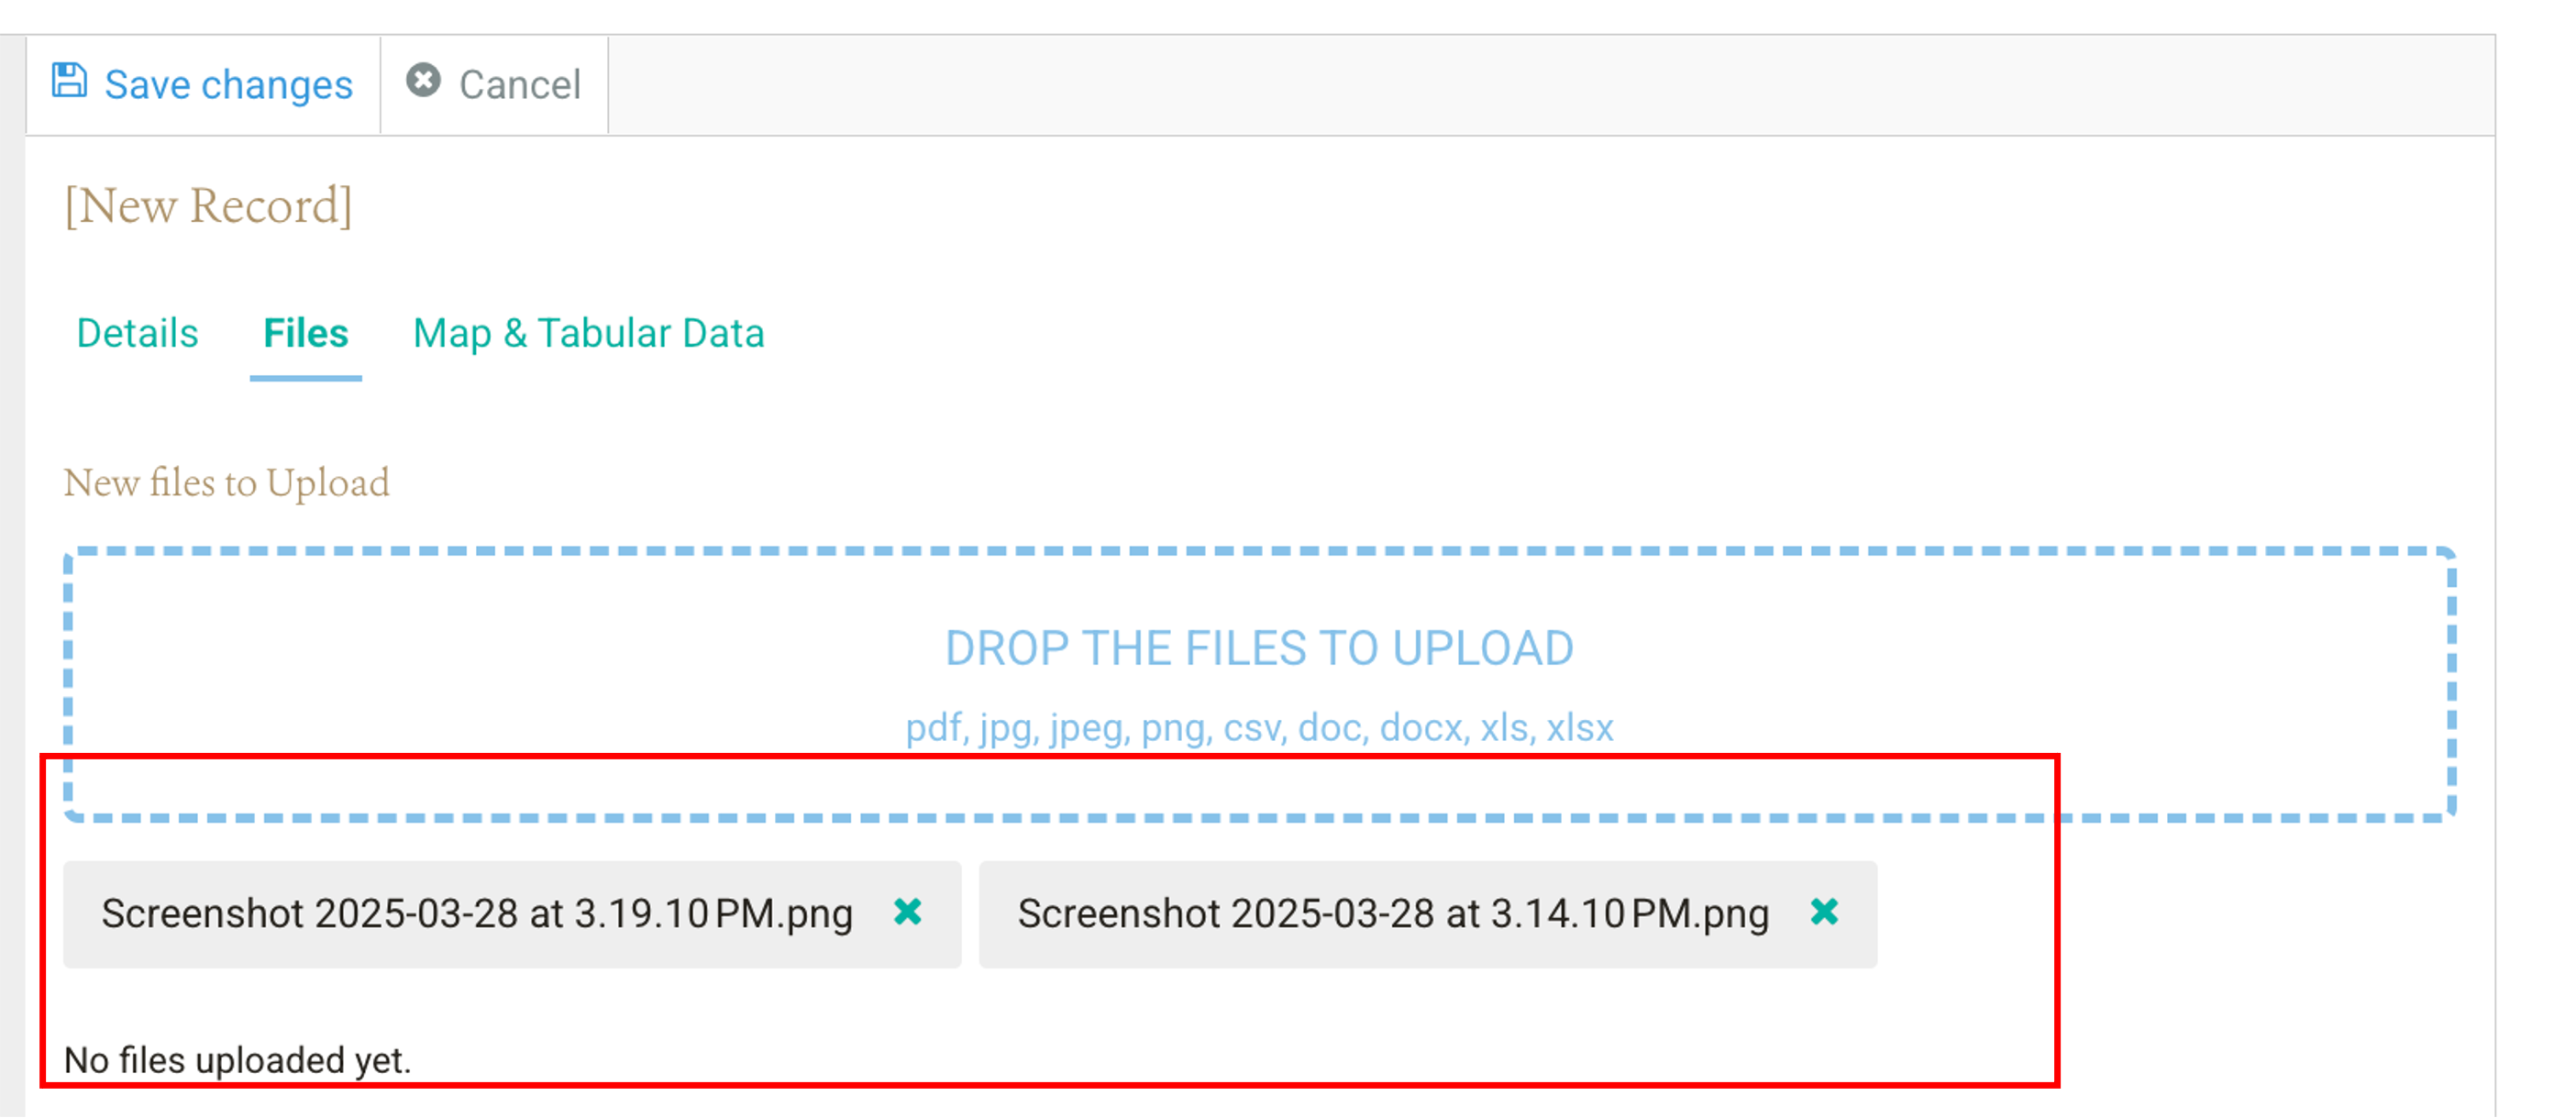 Save changes Cancel
[New Record]
Details Files Map & Tabular Data
New files to Upload
DROP THE FILES TO UPLOAD
pdf, jpg, jpeg, png, csv, doc, docx, xls, xlsx
Screenshot 2025-03-28 at 3.19.10 PM.png Screenshot 2025-03-28 at 3.14.10 PM.png
No files uploaded yet.